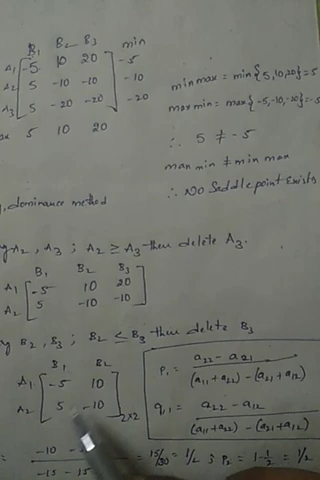 B1 B2 B3 min
A1 [-5 10 20] -5
A2 [5 -10 -10] -10
A3 [5 -20 -20] -20
5 10 20
min max = min{5,10,20} = 5
max min = max{-5,-10,-20} = -5
∴ 5 ≠ -5
max min ≠ min max
∴ No Saddle point Exists
dominance method
A2, A3 ; A2 ≥ A3 then delete A3.
B1 B2 B3
A1 [-5 10 20]
A2 [5 -10 -10]
B2, B3 ; B2 ≤ B3 then delete B3
B1 B2
A1 [-5 10]
A2 [5 -10] 2x2
P1 = a22 - a21 / (a11+a22) - (a21+a12)
q1 = a22 - a12 / (a11+a22) - (a21+a12)
= -10 - 5 / -15 - 15 = 15/30 = 1/2 ; P2 = 1-1/2 = 1/2